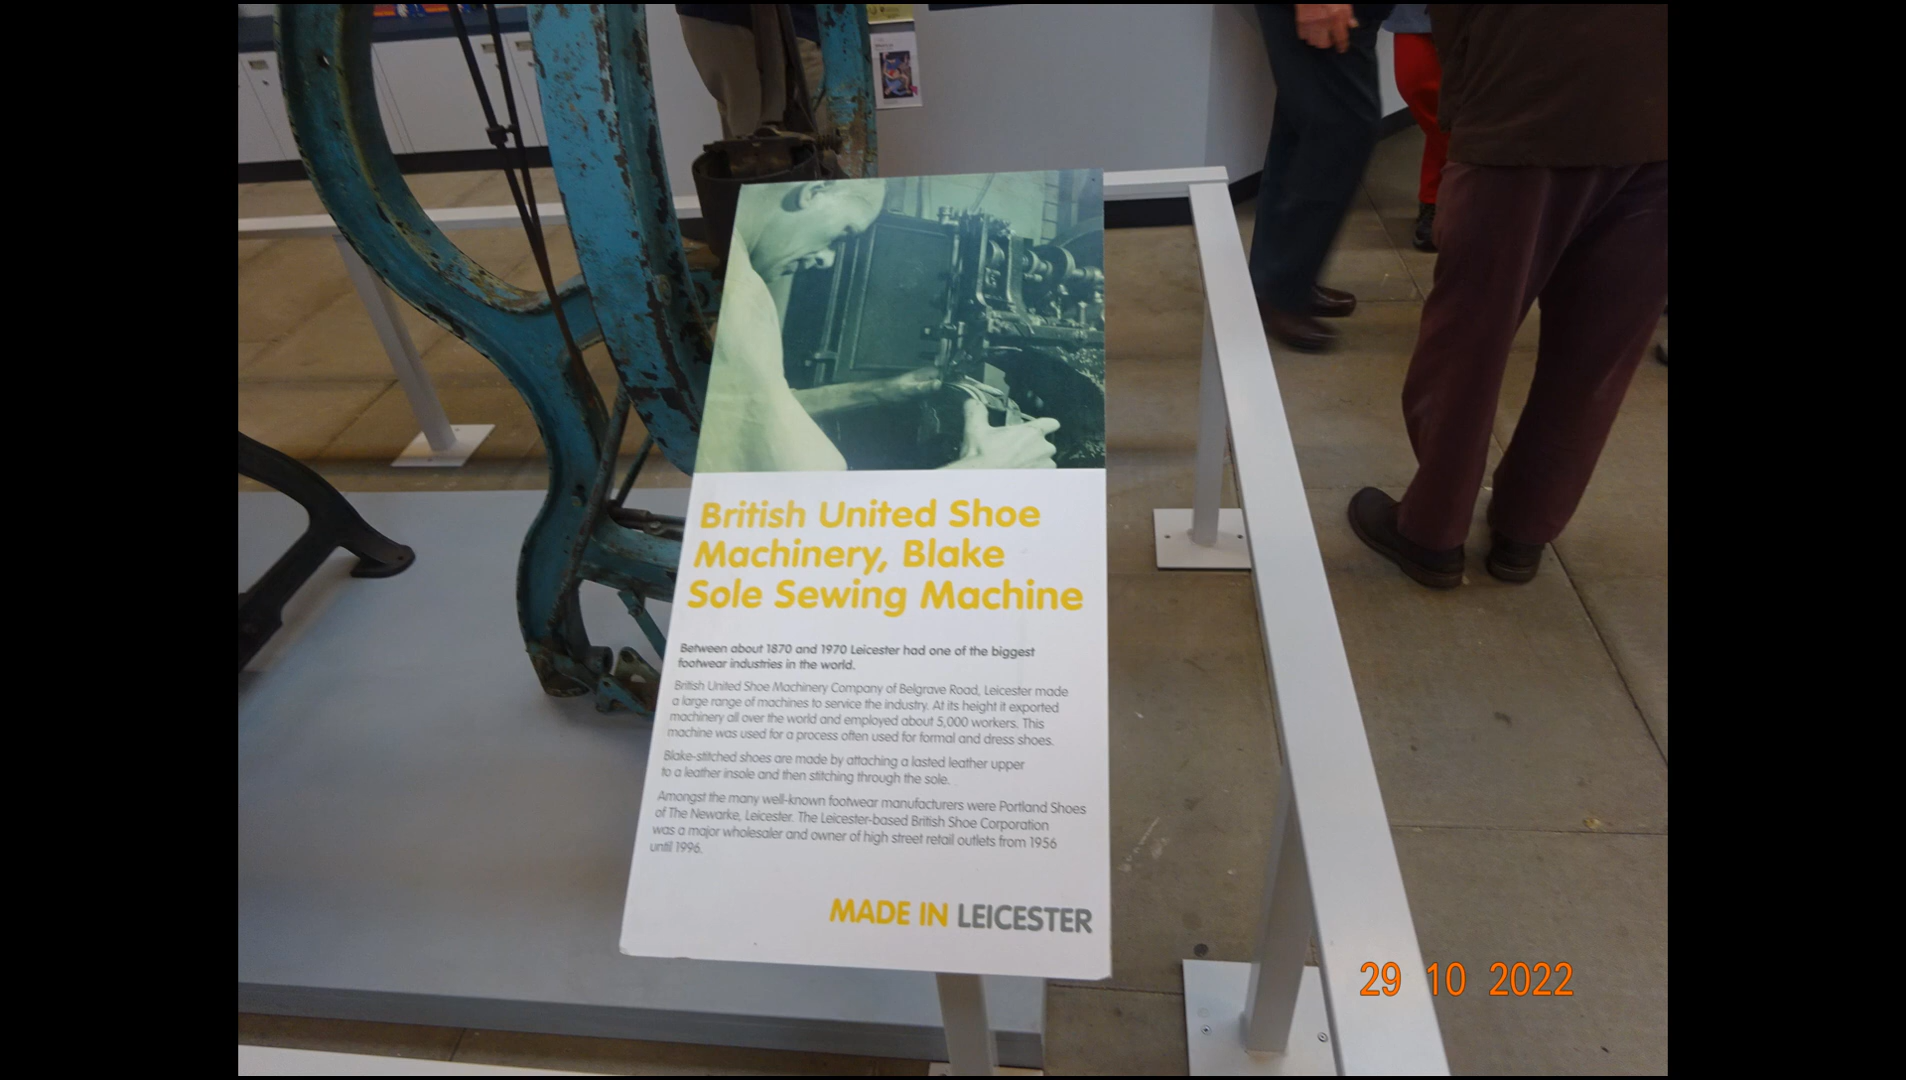 British United Shoe
Machinery, Blake
Sole Sewing Machine
Between about 1870 and 1970 Leicester had one of the biggest
footwear industries in the world.
British United Shoe Machinery Company of Belgrave Road, Leicester made
a large range of machines to service the industry. At its height it exported
machinery all over the world and employed about 5,000 workers. This
machine was used for a process often used for formal and dress shoes.
Blake-stitched shoes are made by attaching a lasted leather upper
to a leather insole and then stitching through the sole.
Amongst the many well-known footwear manufacturers were Portland Shoes
of The Newarke, Leicester. The Leicester-based British Shoe Corporation
was a major wholesaler and owner of high street retail outlets from 1956
until 1996.
MADE IN LEICESTER
29 10 2022